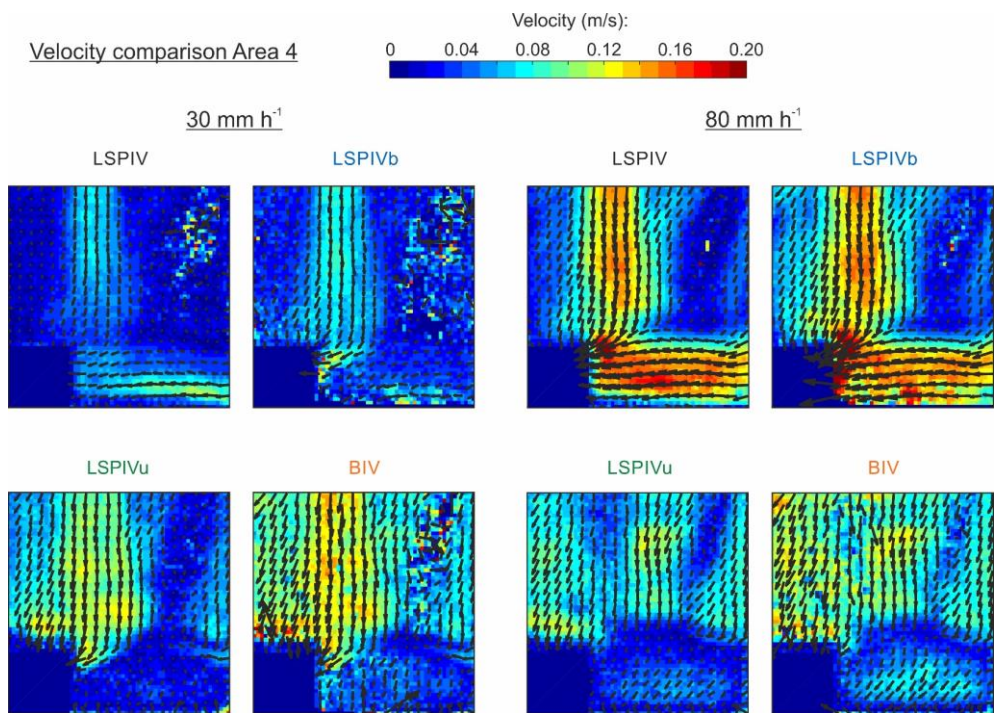 Velocity (m/s):
Velocity comparison Area 4
0 0.04 0.08 0.12 0.16 0.20
30 mm h⁻¹ 80 mm h⁻¹
LSPIV LSPIVb LSPIV LSPIVb
LSPIVu BIV LSPIVu BIV